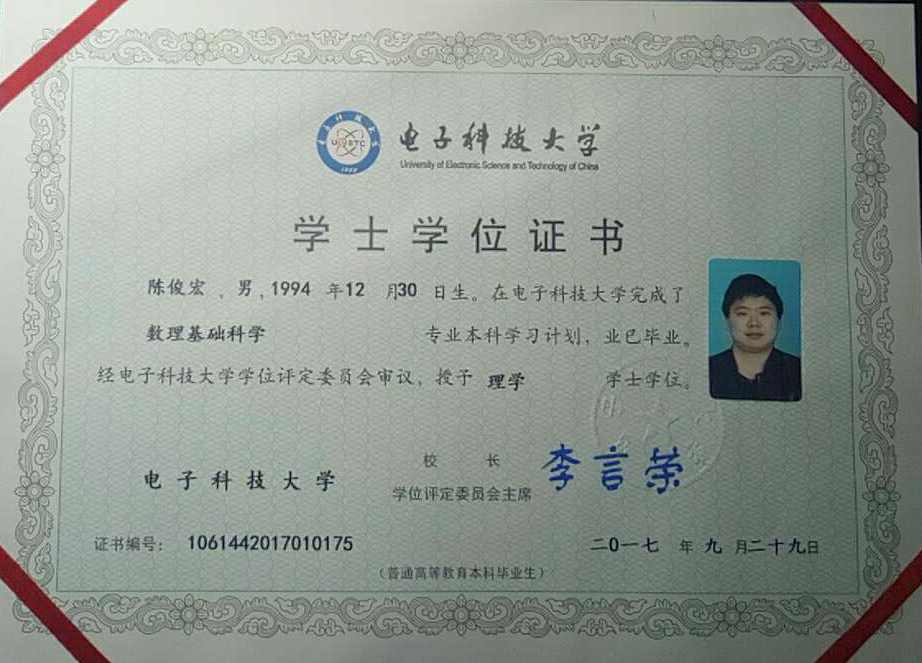 电子科技大学
University of Electronic Science and Technology of China
学士学位证书
陈俊宏 ，男，1994 年12 月30 日生。在电子科技大学完成了
数理基础科学 专业本科学习计划，业已毕业。
经电子科技大学学位评定委员会审议，授予 理学 学士学位。
电子科技大学
校 长
学位评定委员会主席
李言荣
证书编号： 1061442017010175
二0一七 年 九 月二十九日
（普通高等教育本科毕业生）